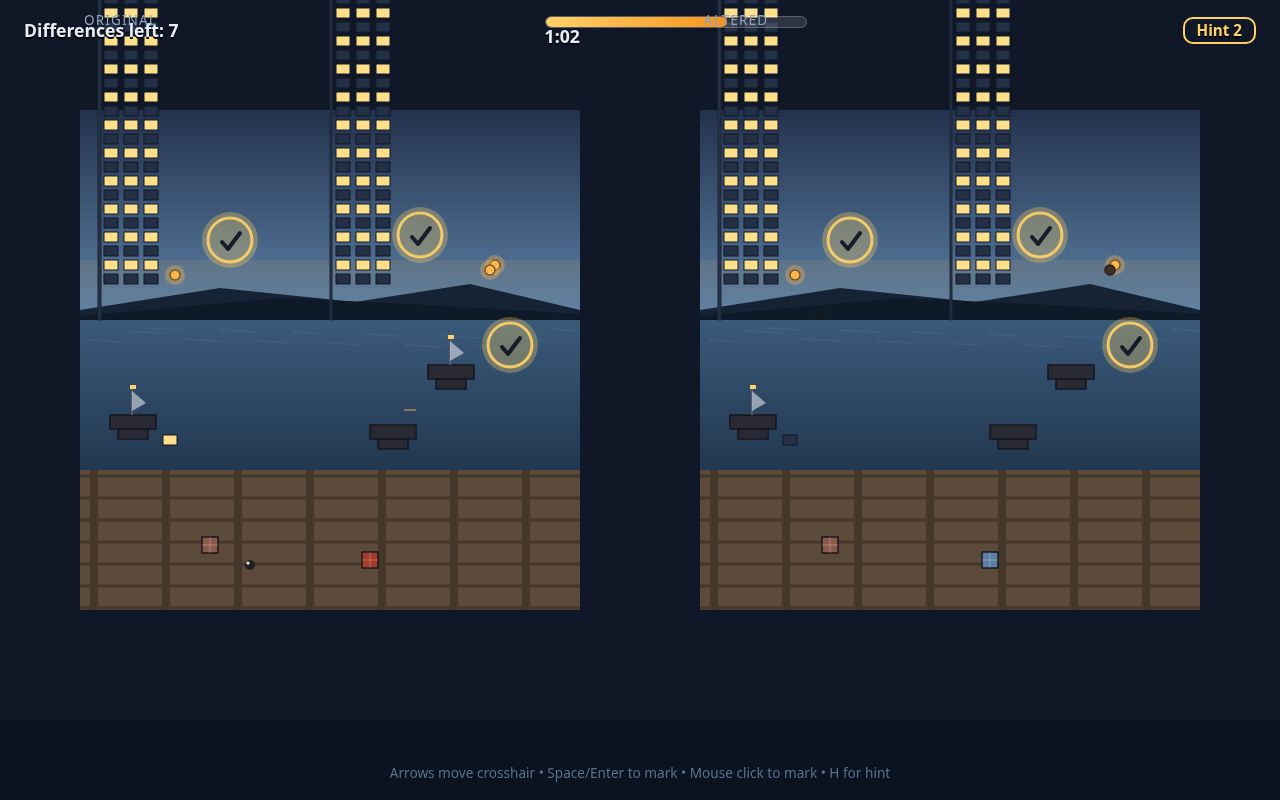 ORIGINAL
ALTERED
Differences left: 7
1:02
Hint 2
Arrows move crosshair • Space/Enter to mark • Mouse click to mark • H for hint